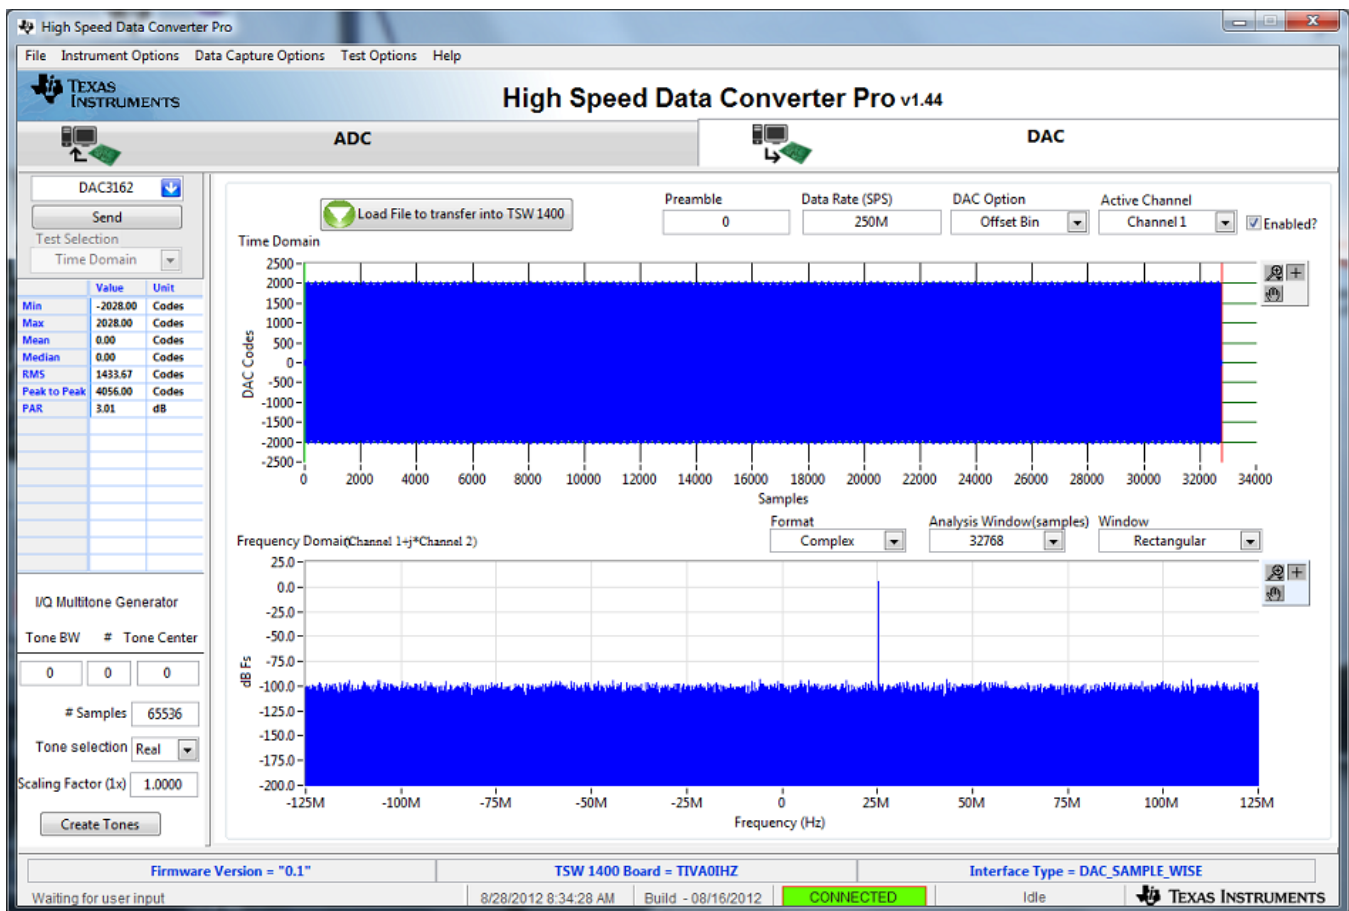 High Speed Data Converter Pro
File Instrument Options Data Capture Options Test Options Help
TEXAS INSTRUMENTS
High Speed Data Converter Pro v1.44
ADC
DAC
DAC3162
Send
Test Selection
Time Domain
Value Unit
Min -2028.00 Codes
Max 2028.00 Codes
Mean 0.00 Codes
Median 0.00 Codes
RMS 1433.67 Codes
Peak to Peak 4056.00 Codes
PAR 3.01 dB
I/Q Multitone Generator
Tone BW # Tone Center
0 0 0
# Samples 65536
Tone selection Real
Scaling Factor (1x) 1.0000
Create Tones
Load File to transfer into TSW 1400
Preamble
0
Data Rate (SPS)
250M
DAC Option
Offset Bin
Active Channel
Channel 1
Enabled?
Time Domain
DAC Codes
2500
2000
1500
1000
500
0
-500
-1000
-1500
-2000
-2500
0 2000 4000 6000 8000 10000 12000 14000 16000 18000 20000 22000 24000 26000 28000 30000 32000 34000
Samples
Format
Complex
Analysis Window(samples)
32768
Window
Rectangular
Frequency Domain(Channel 1+j*Channel 2)
dB Fs
25.0
0.0
-25.0
-50.0
-75.0
-100.0
-125.0
-150.0
-175.0
-200.0
-125M -100M -75M -50M -25M 0 25M 50M 75M 100M 125M
Frequency (Hz)
Firmware Version = "0.1"
TSW 1400 Board = TIVA0IHZ
Interface Type = DAC_SAMPLE_WISE
Waiting for user input
8/28/2012 8:34:28 AM
Build - 08/16/2012
CONNECTED
Idle
TEXAS INSTRUMENTS